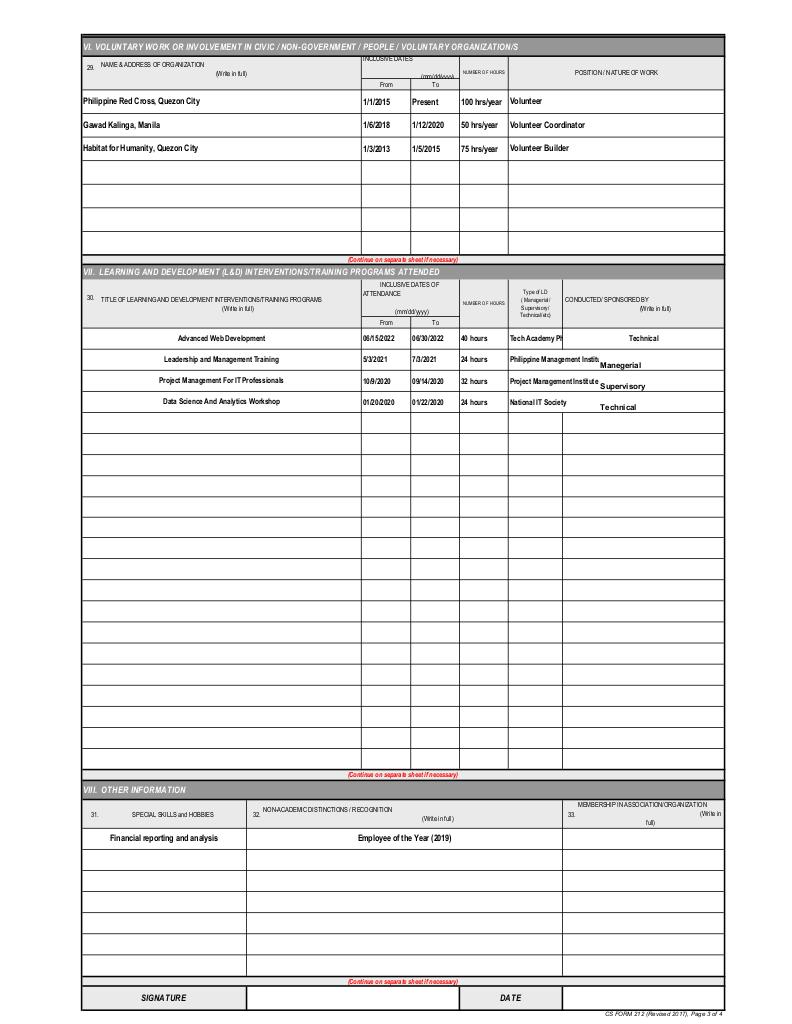 VI. VOLUNTARY WORK OR INVOLVEMENT IN CIVIC / NON-GOVERNMENT / PEOPLE / VOLUNTARY ORGANIZATION/S
29. NAME & ADDRESS OF ORGANIZATION
(Write in full)
INCLUSIVE DATES
(mm/dd/yyyy)
From To
NUMBER OF HOURS
POSITION / NATURE OF WORK
Philippine Red Cross, Quezon City 1/1/2015 Present 100 hrs/year Volunteer
Gawad Kalinga, Manila 1/6/2018 1/12/2020 50 hrs/year Volunteer Coordinator
Habitat for Humanity, Quezon City 1/3/2013 1/5/2015 75 hrs/year Volunteer Builder
(Continue on separate sheet if necessary)
VII. LEARNING AND DEVELOPMENT (L&D) INTERVENTIONS/TRAINING PROGRAMS ATTENDED
30. TITLE OF LEARNING AND DEVELOPMENT INTERVENTIONS/TRAINING PROGRAMS
(Write in full)
INCLUSIVE DATES OF
ATTENDANCE
(mm/dd/yyyy)
From To
NUMBER OF HOURS
Type of LD
( Managerial/
Supervisory/
Technical/etc)
CONDUCTED/ SPONSORED BY
(Write in full)
Advanced Web Development 06/15/2022 06/30/2022 40 hours Tech Academy Ph Technical
Leadership and Management Training 5/3/2021 7/3/2021 24 hours Philippine Management Institu Manegerial
Project Management For IT Professionals 10/9/2020 09/14/2020 32 hours Project Management Institute Supervisory
Data Science And Analytics Workshop 01/20/2020 01/22/2020 24 hours National IT Society Technical
(Continue on separate sheet if necessary)
VIII. OTHER INFORMATION
31. SPECIAL SKILLS and HOBBIES
32. NON-ACADEMIC DISTINCTIONS / RECOGNITION
(Write in full)
MEMBERSHIP IN ASSOCIATION/ORGANIZATION
33. (Write in
full)
Financial reporting and analysis Employee of the Year (2019)
(Continue on separate sheet if necessary)
SIGNATURE DATE
CS FORM 212 (Revised 2017), Page 3 of 4